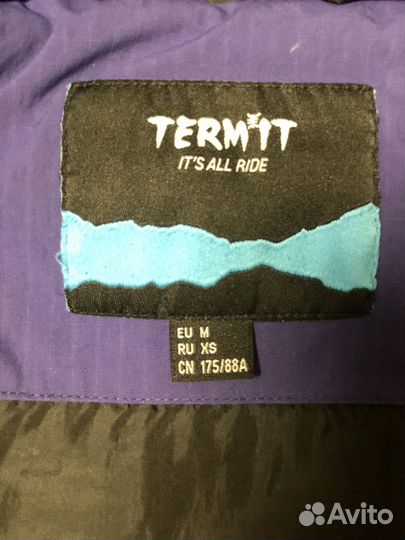 TERMIT
IT'S ALL RIDE
EU M
RU XS
CN 175/88A
Avito